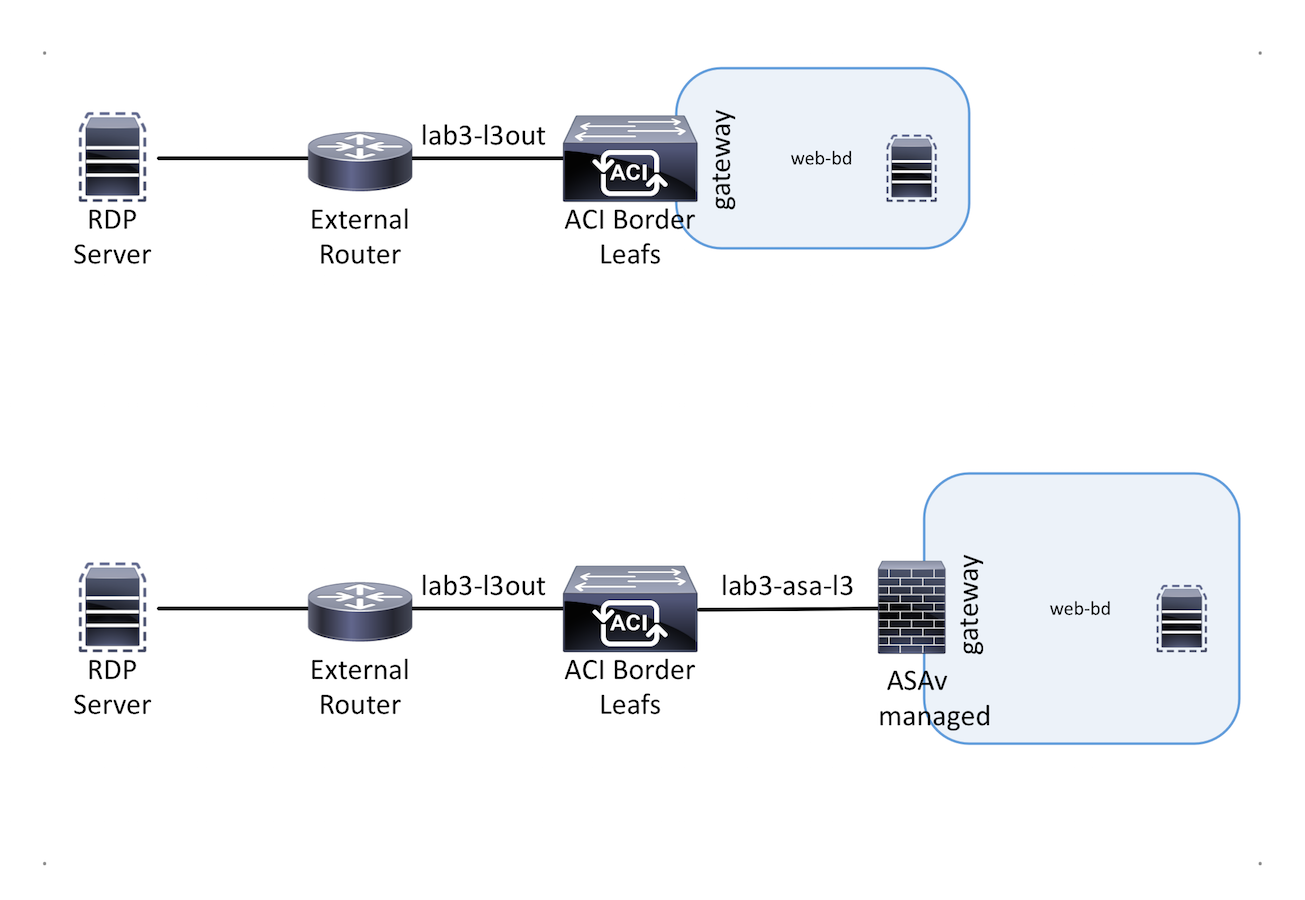 lab3-l3out
ACI
gateway
web-bd
RDP
Server
External
Router
ACI Border
Leafs
lab3-l3out
lab3-asa-l3
ACI
gateway
web-bd
RDP
Server
External
Router
ACI Border
Leafs
ASAv
managed